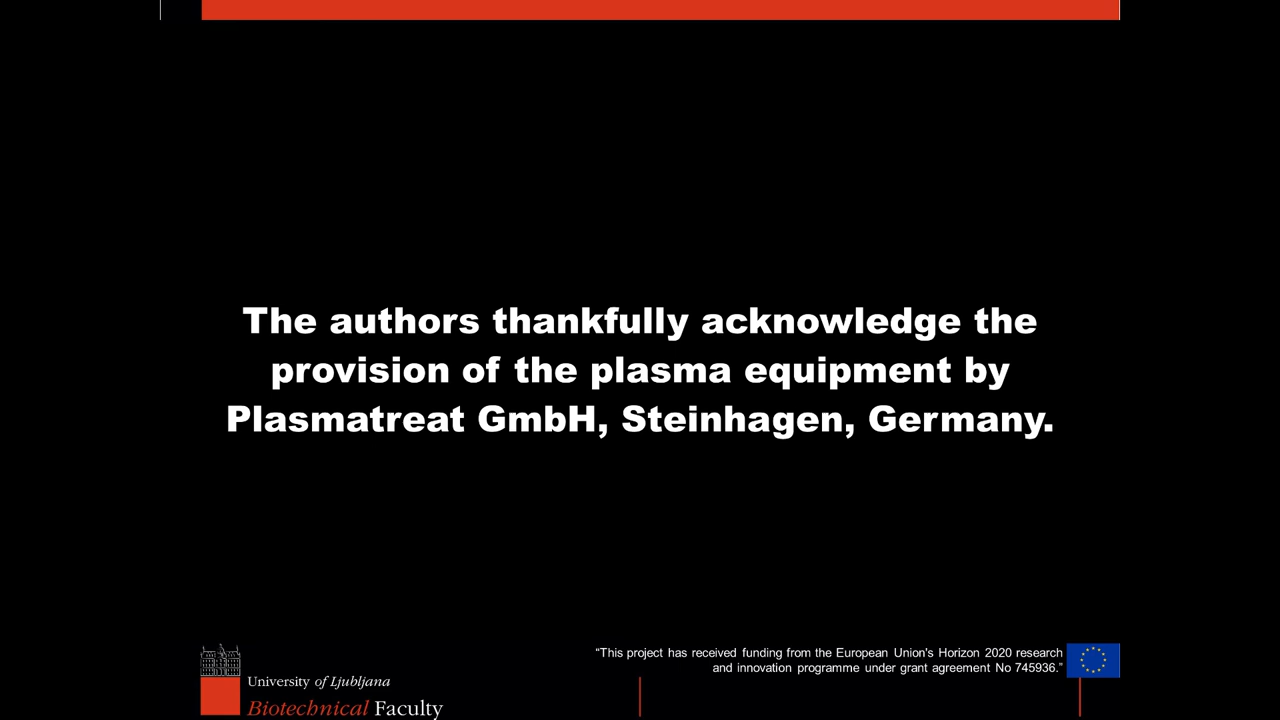 The authors thankfully acknowledge the
provision of the plasma equipment by
Plasmatreat GmbH, Steinhagen, Germany.
“This project has received funding from the European Union's Horizon 2020 research
and innovation programme under grant agreement No 745936.”
University of Ljubljana
Biotechnical Faculty